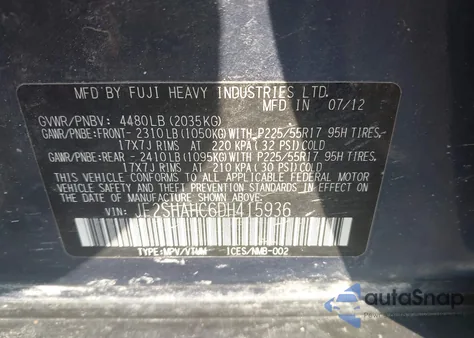 MFD BY FUJI HEAVY INDUSTRIES LTD.
MFD IN 07/12
GVWR/PNBV: 4480LB (2035KG)
GAWR/PNBE:FRONT- 2310LB (1050KG)WITH P225/55R17 95H TIRES,
17X7J RIMS AT 220 KPA (32 PSI)COLD
GAWR/PNBE:REAR - 2410LB (1095KG)WITH P225/55R17 95H TIRES,
17X7J RIMS AT 210 KPA (30 PSI)COLD
THIS VEHICLE CONFORMS TO ALL APPLICABLE FEDERAL MOTOR
VEHICLE SAFETY AND THEFT PREVENTION STANDARDS IN EFFECT
ON THE DATE OF MANUFACTURE SHOWN ABOVE.
VIN: JF2SHAHC6DH415936
TYPE:MPV/VTUM ICES/NMB-002
autoSnap